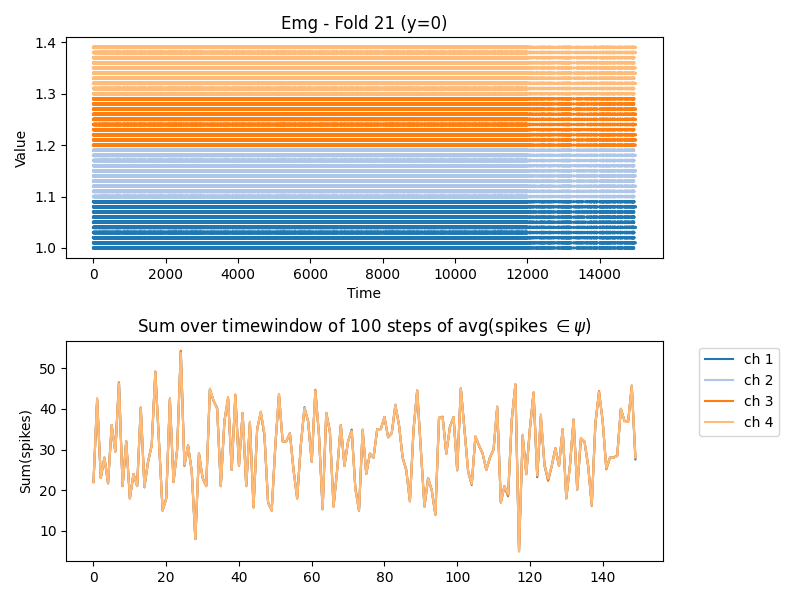 Emg - Fold 21 (y=0)
1.4
1.3
1.2
1.1
1.0
Value
0 2000 4000 6000 8000 10000 12000 14000
Time
Sum over timewindow of 100 steps of avg(spikes ∈ ψ)
50
40
30
20
10
Sum(spikes)
0 20 40 60 80 100 120 140
ch 1
ch 2
ch 3
ch 4